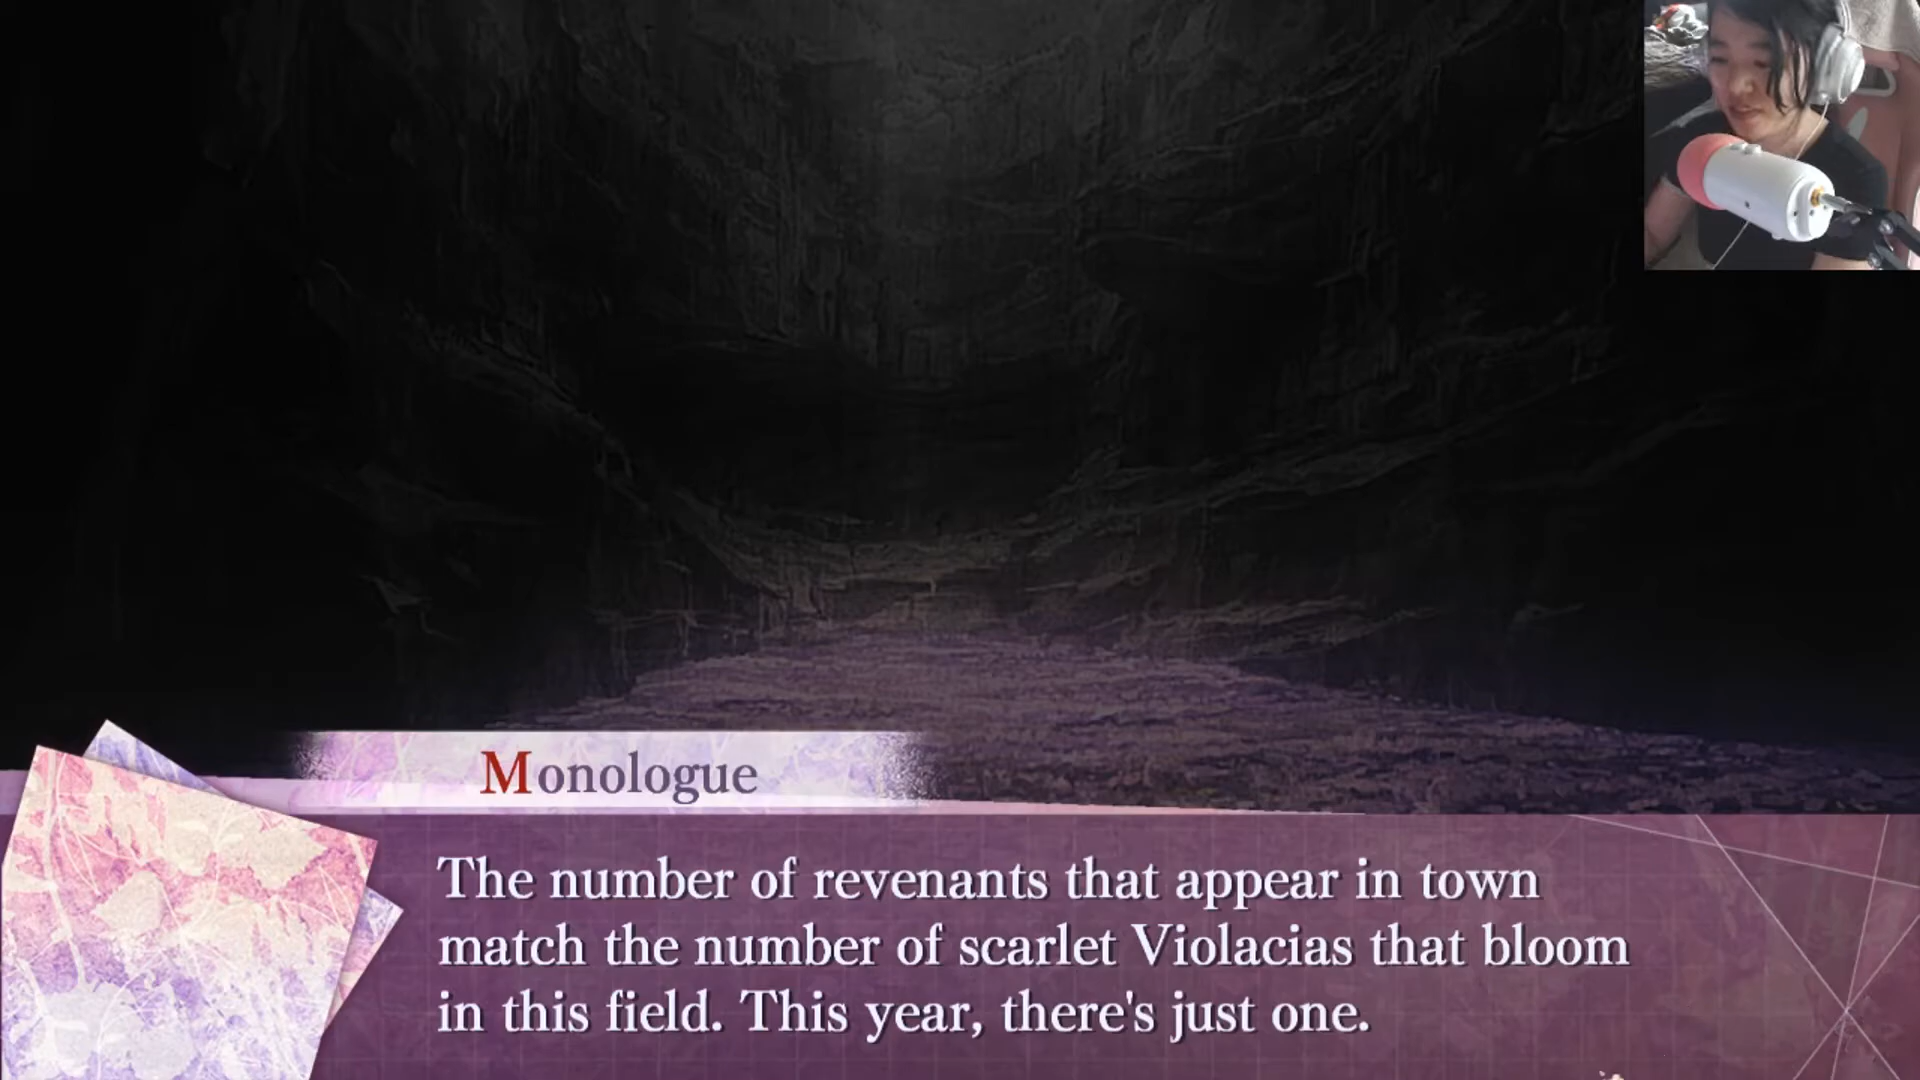 Monologue
The number of revenants that appear in town
match the number of scarlet Violacias that bloom
in this field. This year, there's just one.